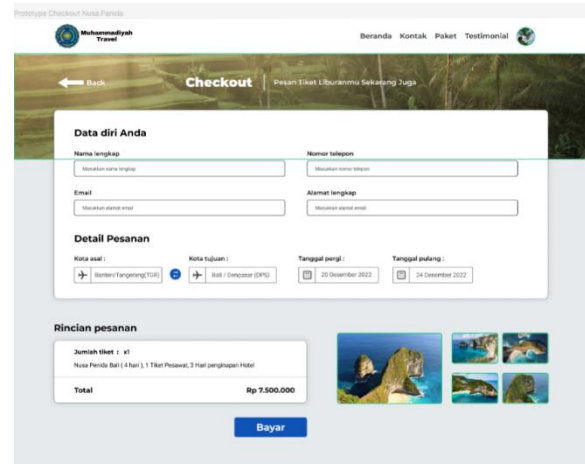 Prototype Checkout Nusa Panida
Muhammadiyah
Travel
Beranda Kontak Paket Testimonial
Back
Checkout
Pesan Tiket Liburanmu Sekarang Juga
Data diri Anda
Nama lengkap
Nomor telepon
Masukkan nama lengkap
Masukkan nomor telepon
Email
Alamat lengkap
Masukkan alamat email
Masukkan alamat email
Detail Pesanan
Kota asal :
Kota tujuan :
Tanggal pergi :
Tanggal pulang :
Banten/Tangerang(TGR)
Bali / Denpasar (DPS)
20 Desember 2022
24 Desember 2022
Rincian pesanan
Jumlah tiket : x1
Nusa Penida Bali ( 4 hari ), 1 Tiket Pesawat, 3 Hari penginapan Hotel
Total
Rp 7.500.000
Bayar